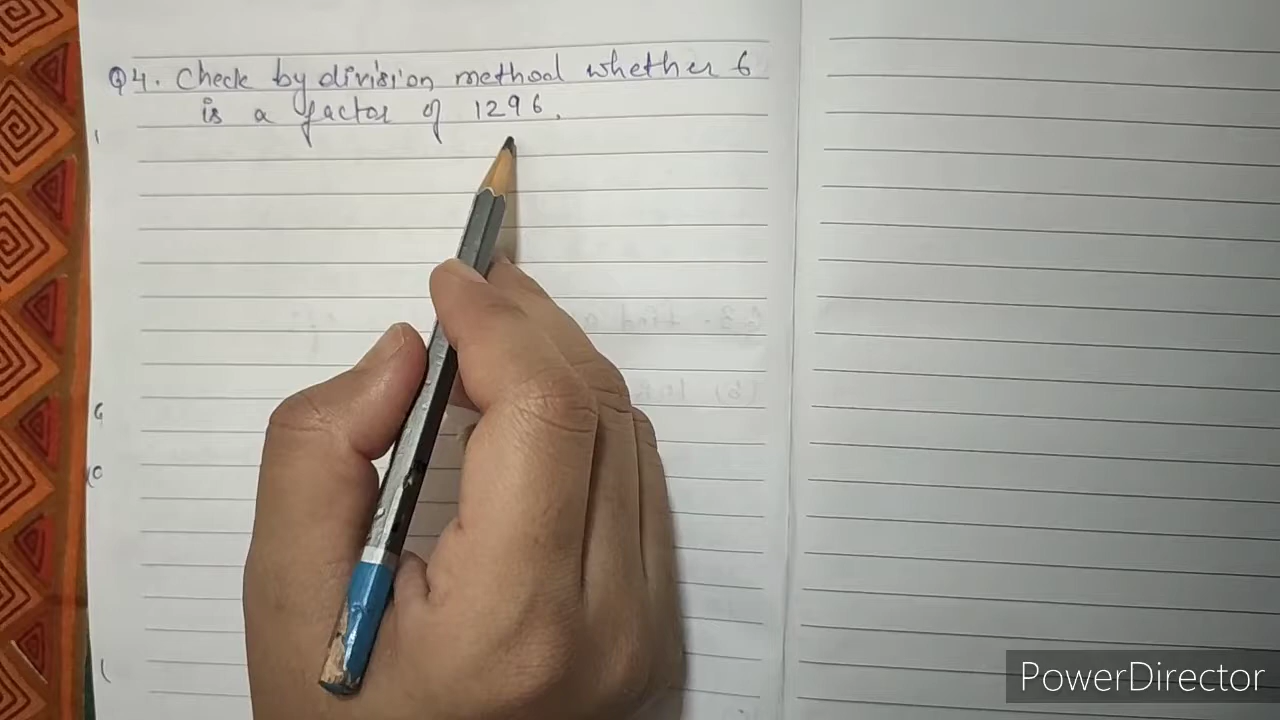 Q4. Check by division method whether 6
is a factor of 1296.
PowerDirector